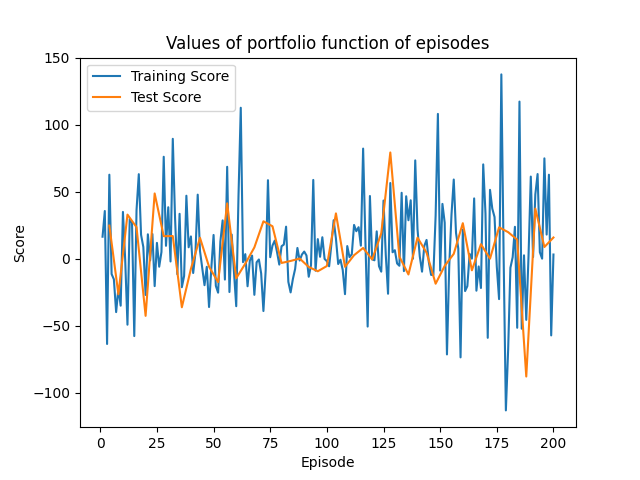 Values of portfolio function of episodes
Training Score
Test Score
150
100
50
0
−50
−100
Score
0 25 50 75 100 125 150 175 200
Episode